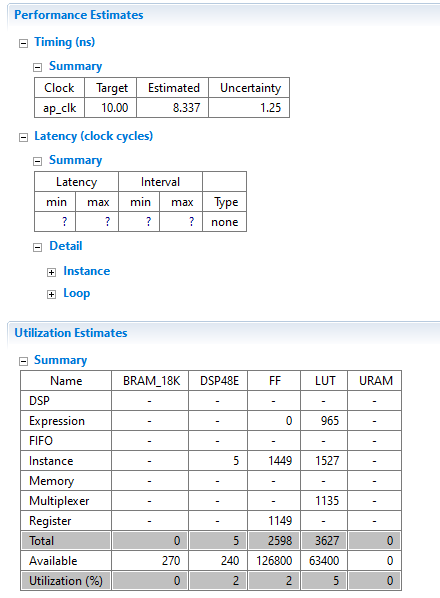 Performance Estimates
Timing (ns)
Summary
Clock Target Estimated Uncertainty
ap_clk 10.00 8.337 1.25
Latency (clock cycles)
Summary
Latency Interval
min max min max Type
? ? ? ? none
Detail
Instance
Loop
Utilization Estimates
Summary
Name BRAM_18K DSP48E FF LUT URAM
DSP - - - - -
Expression - - 0 965 -
FIFO - - - - -
Instance - 5 1449 1527 -
Memory - - - - -
Multiplexer - - - 1135 -
Register - - 1149 - -
Total 0 5 2598 3627 0
Available 270 240 126800 63400 0
Utilization (%) 0 2 2 5 0